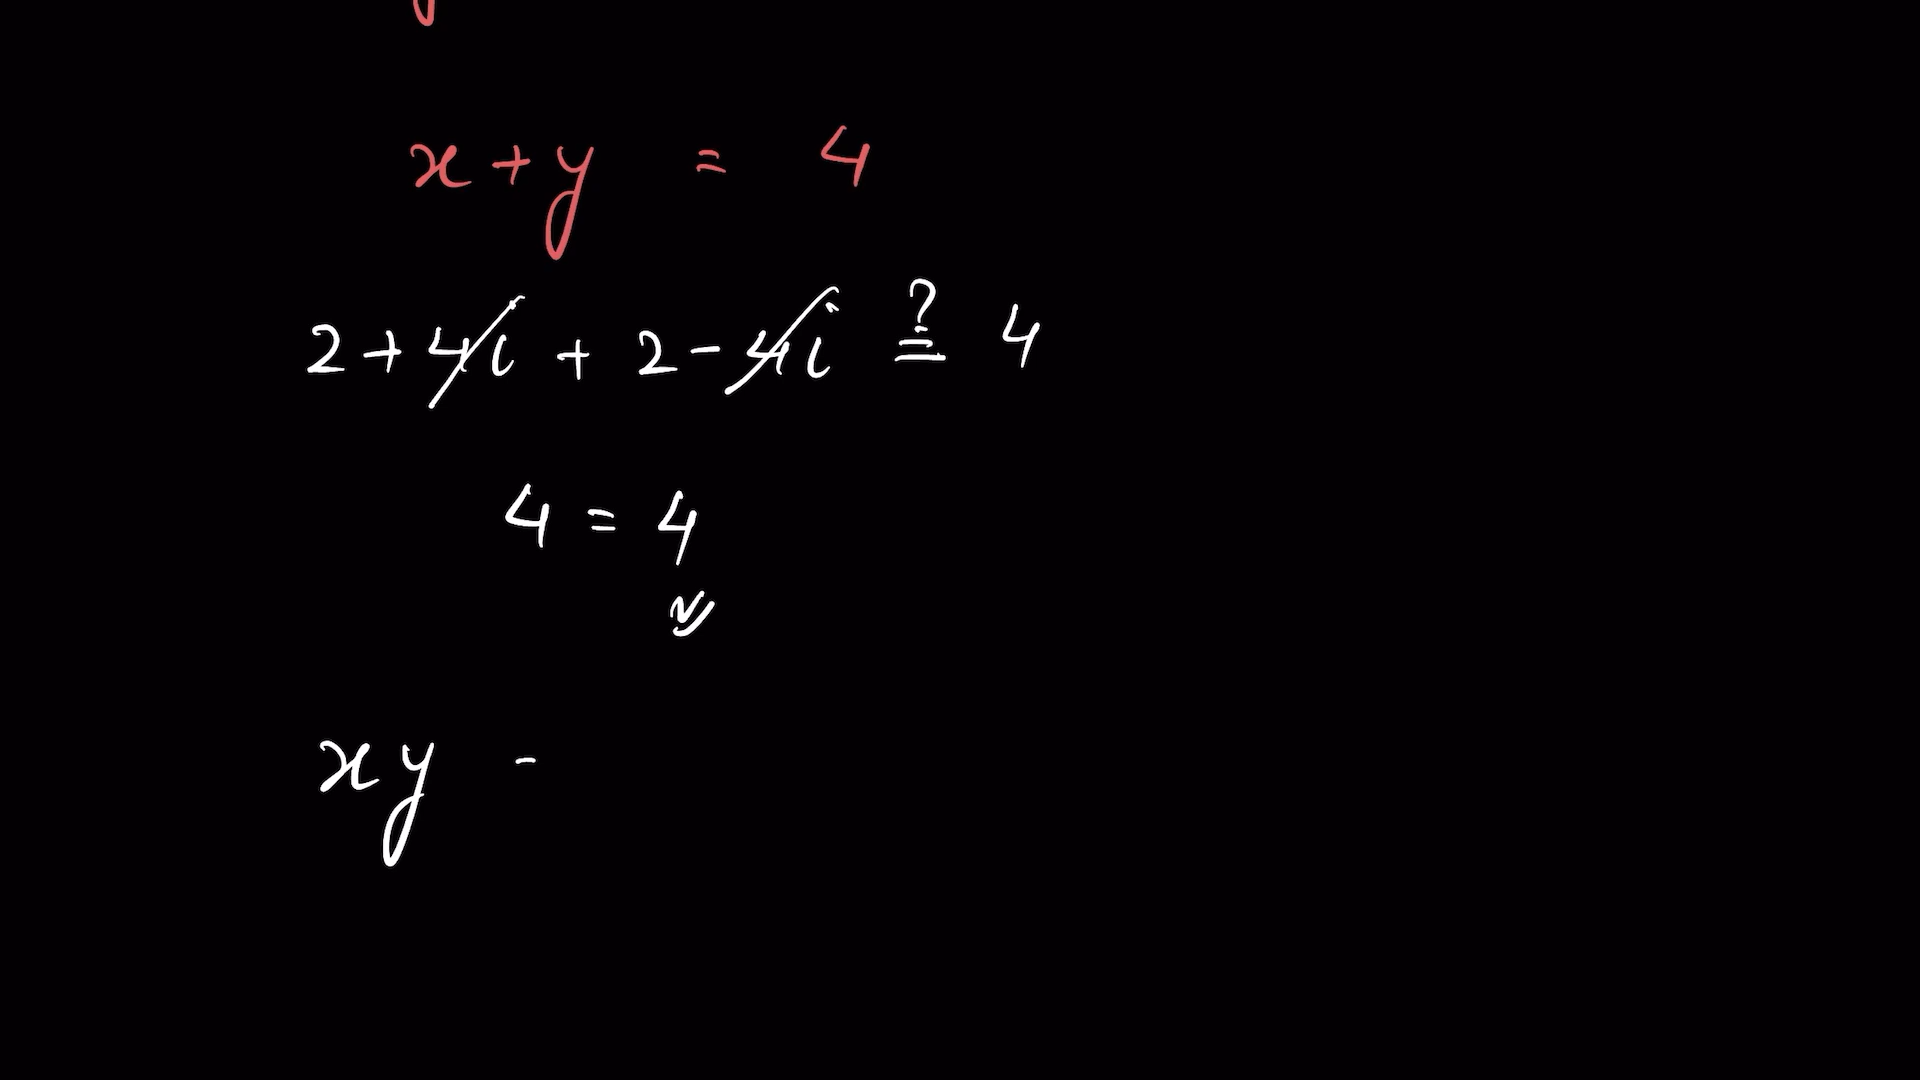 x + y = 4
2 + 4i + 2 - 4i ≟ 4
4 = 4
✓
xy -